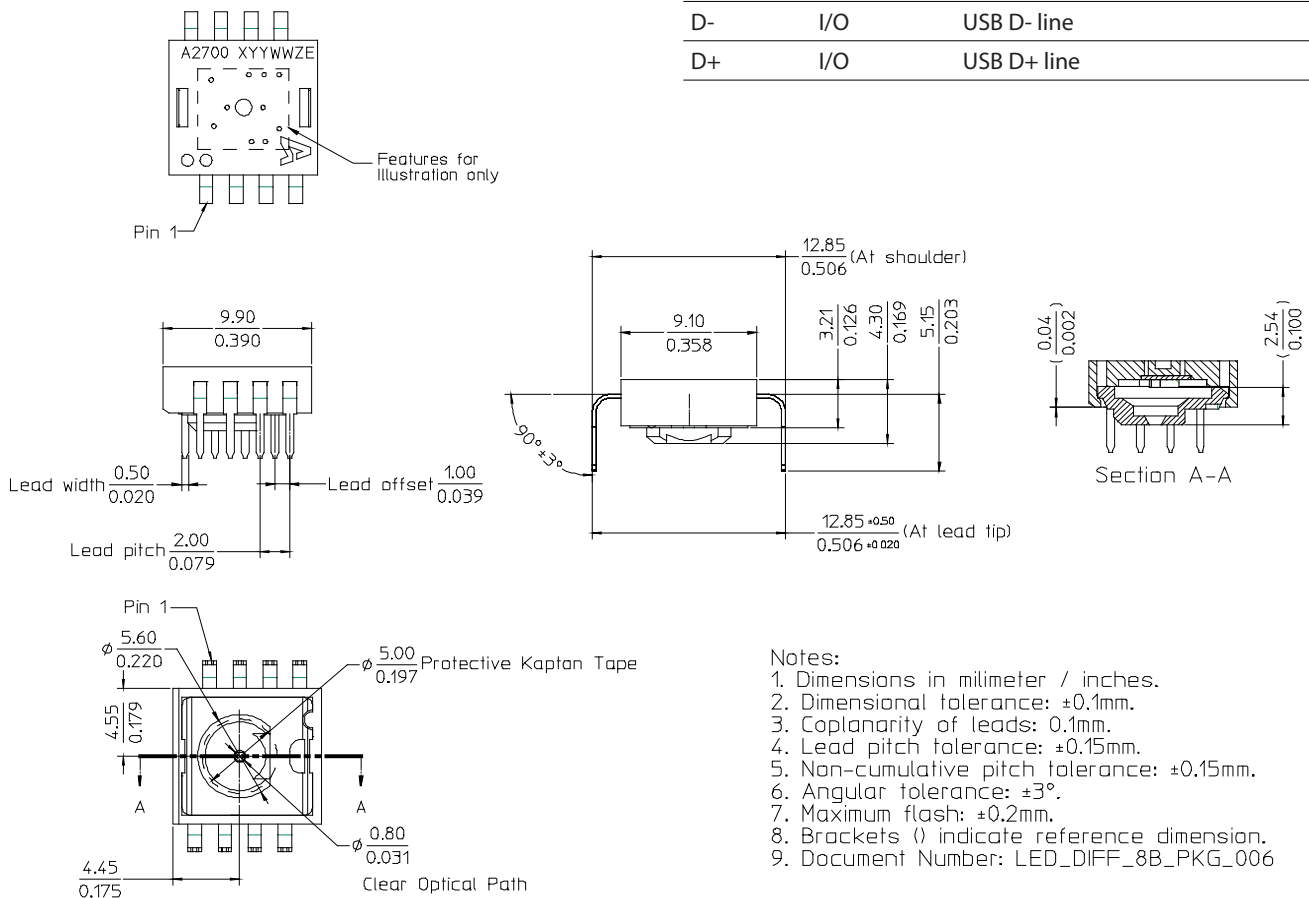 D- I/O USB D- line
D+ I/O USB D+ line
A2700 XYYWWZE
Features for
Illustration only
Pin 1
12.85
0.506
(At shoulder)
9.90
0.390
9.10
0.358
3.21
0.126
4.30
0.169
5.15
0.203
(0.04
0.002)
(2.54
0.100)
90° ±3°
Section A-A
Lead width 0.50
0.020
Lead offset 1.00
0.039
Lead pitch 2.00
0.079
12.85 ±0.50
0.506 ±0.020
(At lead tip)
Pin 1
ϕ 5.60
0.220
ϕ 5.00
0.197
Protective Kapton Tape
4.55
0.179
A
A
ϕ 0.80
0.031
Clear Optical Path
4.45
0.175
Notes:
1. Dimensions in milimeter / inches.
2. Dimensional tolerance: ±0.1mm.
3. Coplanarity of leads: 0.1mm.
4. Lead pitch tolerance: ±0.15mm.
5. Non-cumulative pitch tolerance: ±0.15mm.
6. Angular tolerance: ±3°.
7. Maximum flash: ±0.2mm.
8. Brackets () indicate reference dimension.
9. Document Number: LED_DIFF_8B_PKG_006